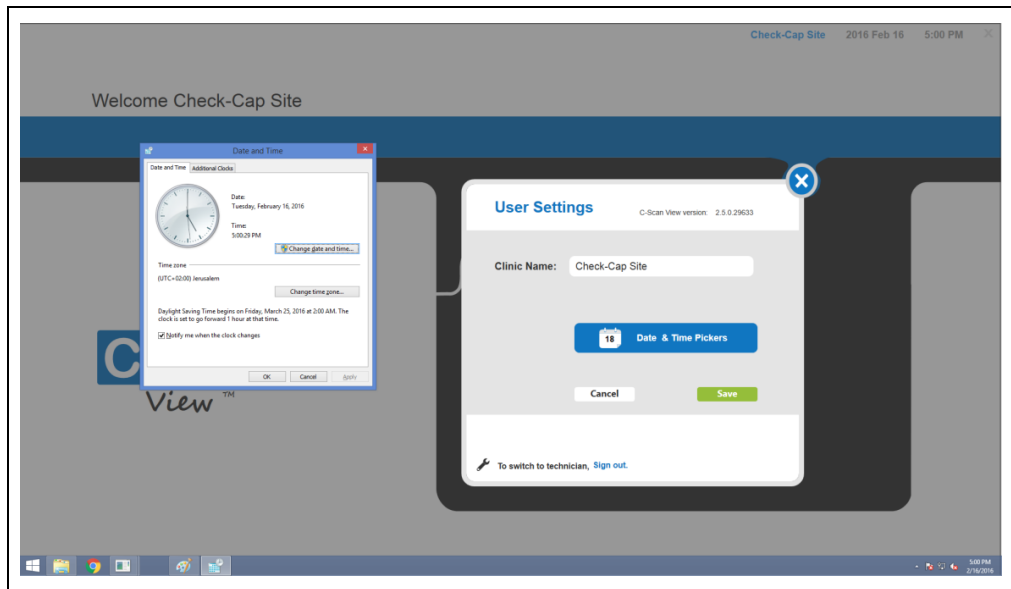 Check-Cap Site 2016 Feb 16 5:00 PM X
Welcome Check-Cap Site
Date and Time
Date and Time Additional Clocks
Date:
Tuesday, February 16, 2016
Time:
5:00:29 PM
Change date and time...
Time zone
(UTC+02:00) Jerusalem
Change time zone...
Daylight Saving Time begins on Friday, March 25, 2016 at 2:00 AM. The
clock is set to go forward 1 hour at that time.
Notify me when the clock changes
OK Cancel Apply
C
View ™
User Settings C-Scan View version: 2.5.0.29633
Clinic Name: Check-Cap Site
18 Date & Time Pickers
Cancel Save
To switch to technician, Sign out.
5:00 PM
2/16/2016